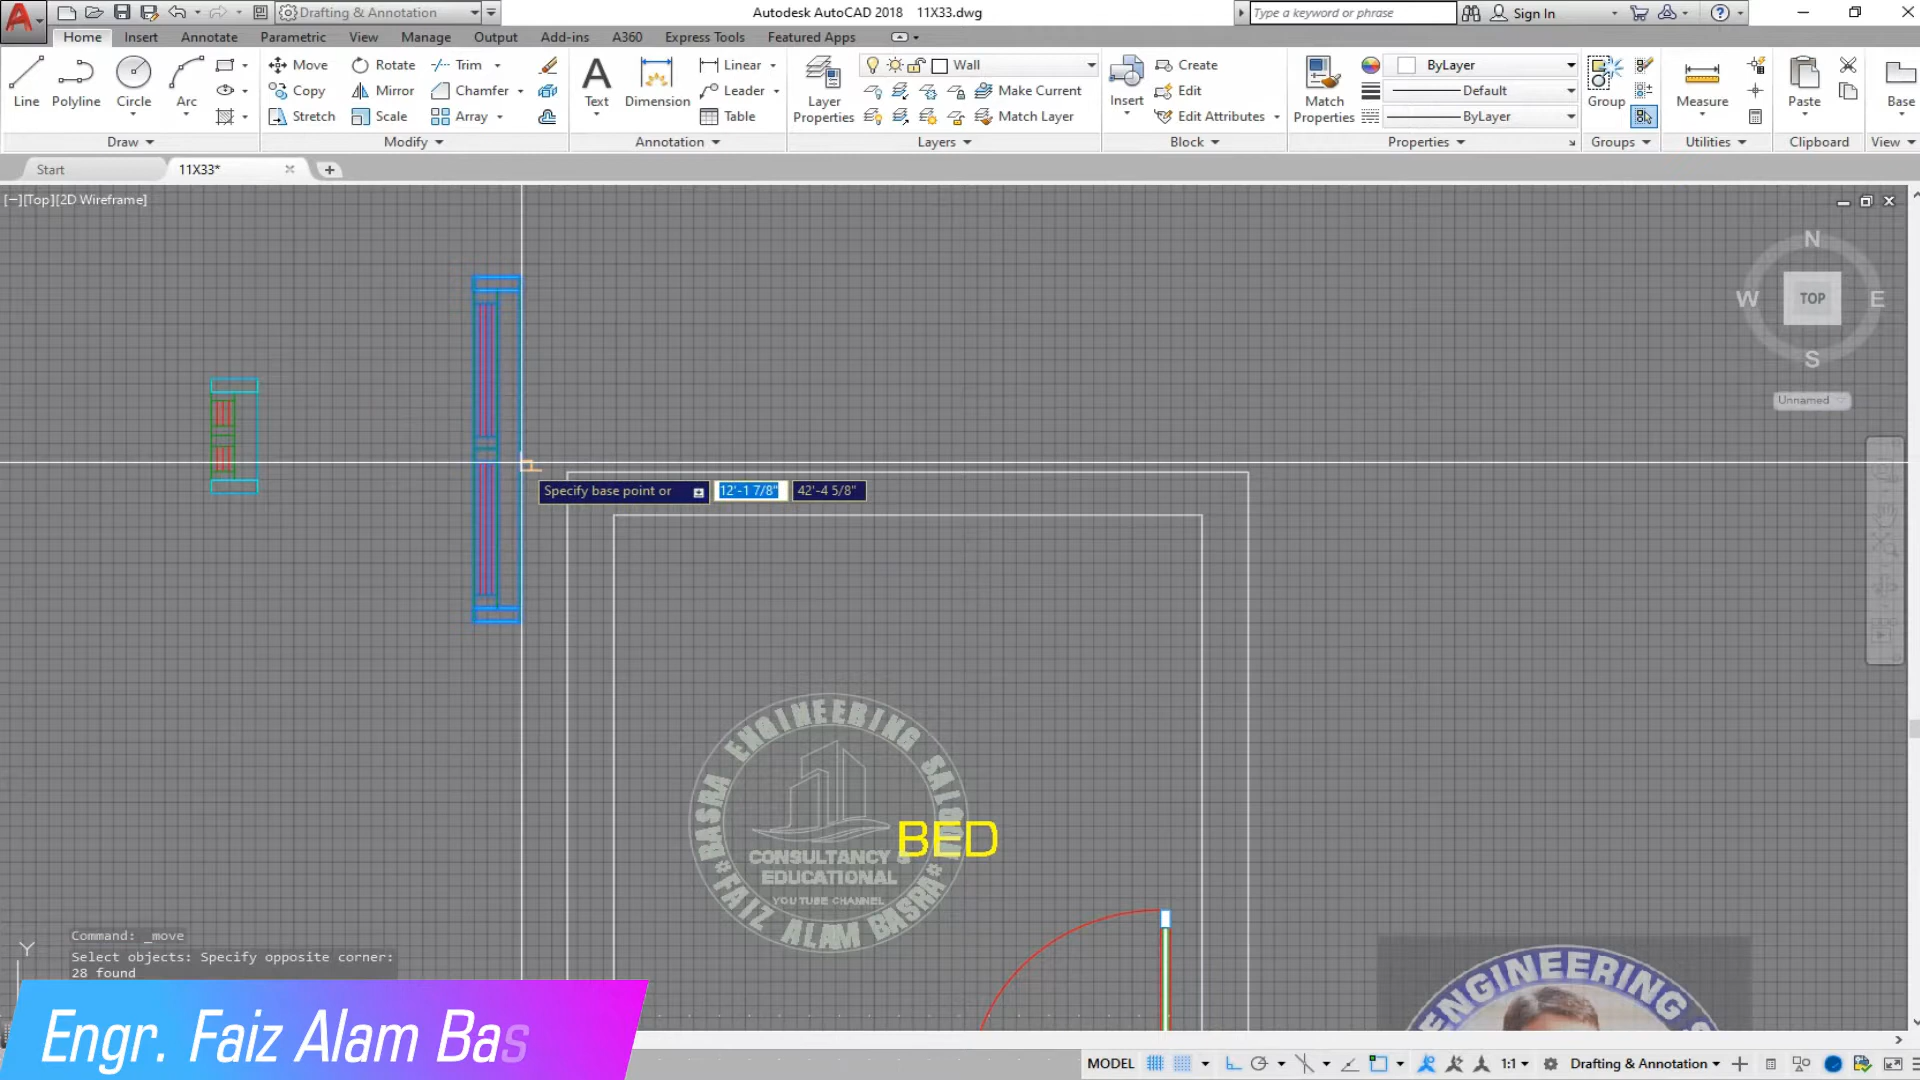 Drafting & Annotation
Autodesk AutoCAD 2018 11X33.dwg
Type a keyword or phrase
Sign In
Home Insert Annotate Parametric View Manage Output Add-ins A360 Express Tools Featured Apps
Line Polyline Circle Arc
Move Rotate Trim
Copy Mirror Chamfer
Stretch Scale Array
Text Dimension
Linear
Leader
Table
Layer Properties
Wall
Make Current
Match Layer
Insert
Create
Edit
Edit Attributes
Match Properties
ByLayer
Default
ByLayer
Group
Measure
Paste
Base
Draw Modify Annotation Layers Block Properties Groups Utilities Clipboard View
Start 11X33*
[−][Top][2D Wireframe]
N
W TOP E
S
Unnamed
Specify base point or 12'-1 7/8" 42'-4 5/8"
BASRA ENGINEERING SALOON
CONSULTANCY &
EDUCATIONAL
YOUTUBE CHANNEL
*FAIZ ALAM BASRA*
BED
Command: _move
Select objects: Specify opposite corner:
28 found
Y
ENGINEERING S
Engr. Faiz Alam Bas
MODEL 1:1 Drafting & Annotation